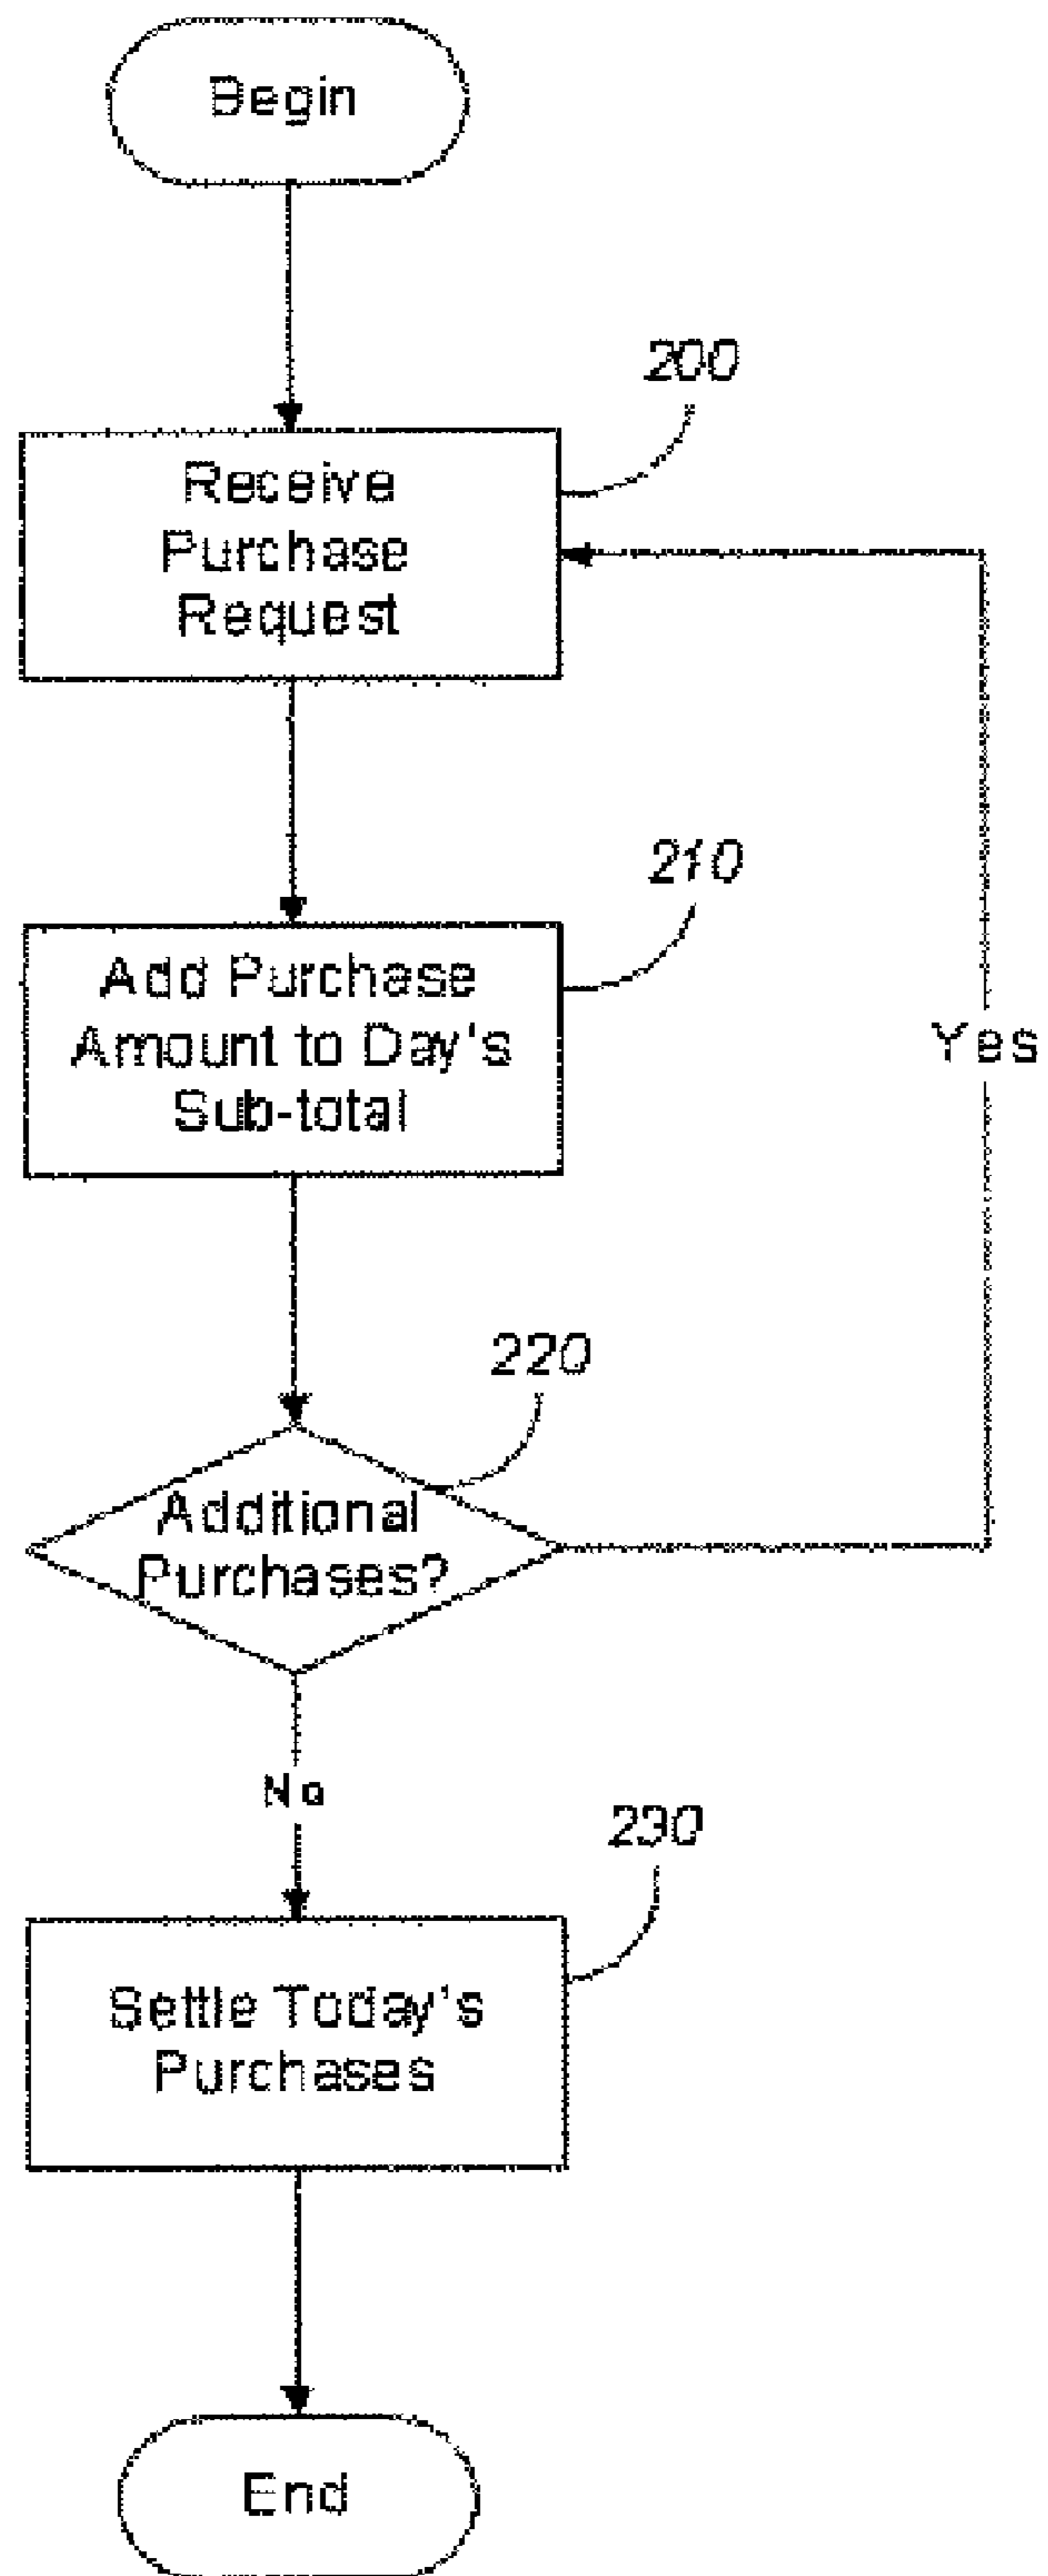 Begin
200
Receive
Purchase
Request
210
Add Purchase
Amount to Day's
Sub-total
Yes
220
Additional
Purchases?
No
230
Settle Today's
Purchases
End